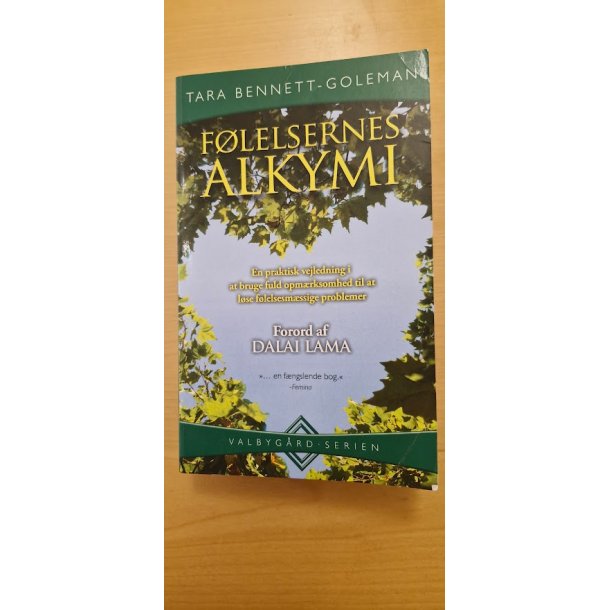 TARA BENNETT-GOLEMAN
FØLELSERNES
ALKYMI
En praktisk vejledning i
at bruge fuld opmærksomhed til at
løse følelsesmæssige problemer
Forord af
DALAI LAMA
»... en fængslende bog.«
-Femina
VALBYGÅRD-SERIEN